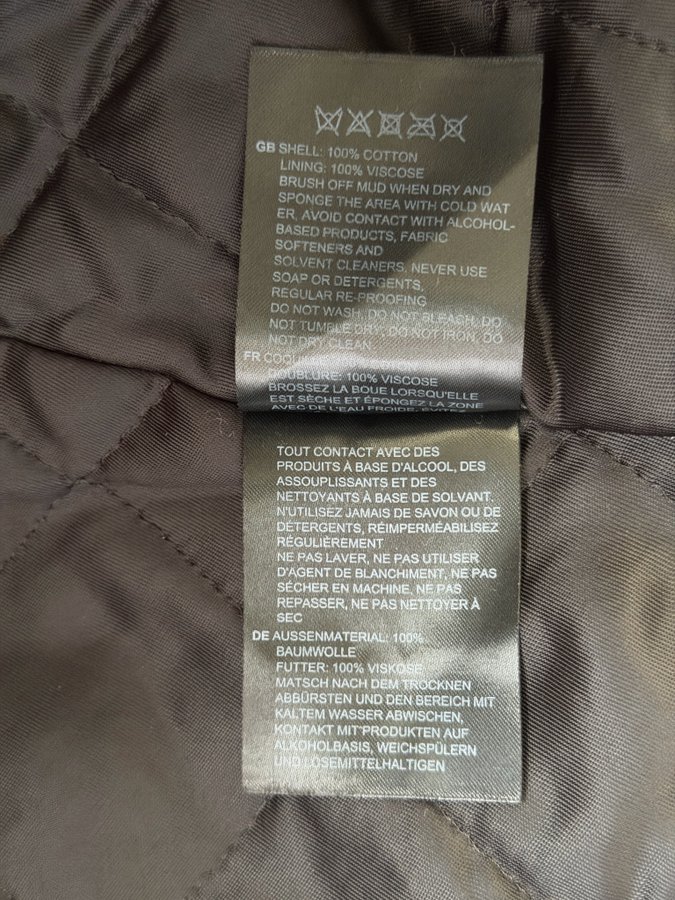 GB SHELL: 100% COTTON
LINING: 100% VISCOSE
BRUSH OFF MUD WHEN DRY AND
SPONGE THE AREA WITH COLD WAT
ER, AVOID CONTACT WITH ALCOHOL-
BASED PRODUCTS, FABRIC
SOFTENERS AND
SOLVENT CLEANERS, NEVER USE
SOAP OR DETERGENTS,
REGULAR RE-PROOFING
DO NOT WASH, DO NOT BLEACH, DO
NOT TUMBLE DRY, DO NOT IRON, DO
NOT DRY CLEAN.
FR
DOUBLURE: 100% VISCOSE
BROSSEZ LA BOUE LORSQU'ELLE
EST SÈCHE ET ÉPONGEZ LA ZONE
AVEC DE L'EAU FROIDE, ÉVITEZ
TOUT CONTACT AVEC DES
PRODUITS À BASE D'ALCOOL, DES
ASSOUPLISSANTS ET DES
NETTOYANTS À BASE DE SOLVANT.
N'UTILISEZ JAMAIS DE SAVON OU DE
DÉTERGENTS, RÉIMPERMÉABILISEZ
RÉGULIÈREMENT
NE PAS LAVER, NE PAS UTILISER
D'AGENT DE BLANCHIMENT, NE PAS
SÉCHER EN MACHINE, NE PAS
REPASSER, NE PAS NETTOYER À
SEC
DE AUSSENMATERIAL: 100%
BAUMWOLLE
FUTTER: 100% VISKOSE
MATSCH NACH DEM TROCKNEN
ABBÜRSTEN UND DEN BEREICH MIT
KALTEM WASSER ABWISCHEN,
KONTAKT MIT PRODUKTEN AUF
ALKOHOLBASIS, WEICHSPÜLERN
UND LÖSEMITTELHALTIGEN